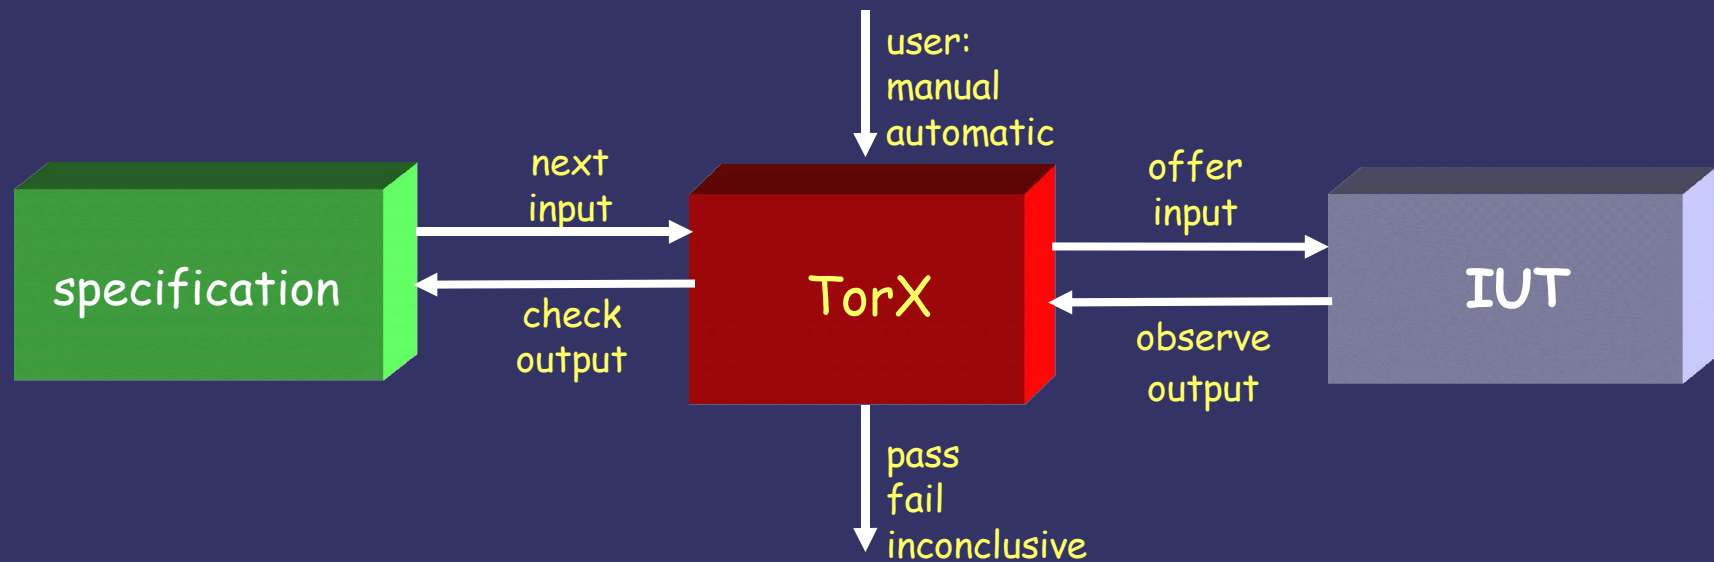 user:
manual
automatic
next
input
offer
input
specification
TorX
IUT
check
output
observe
output
pass
fail
inconclusive